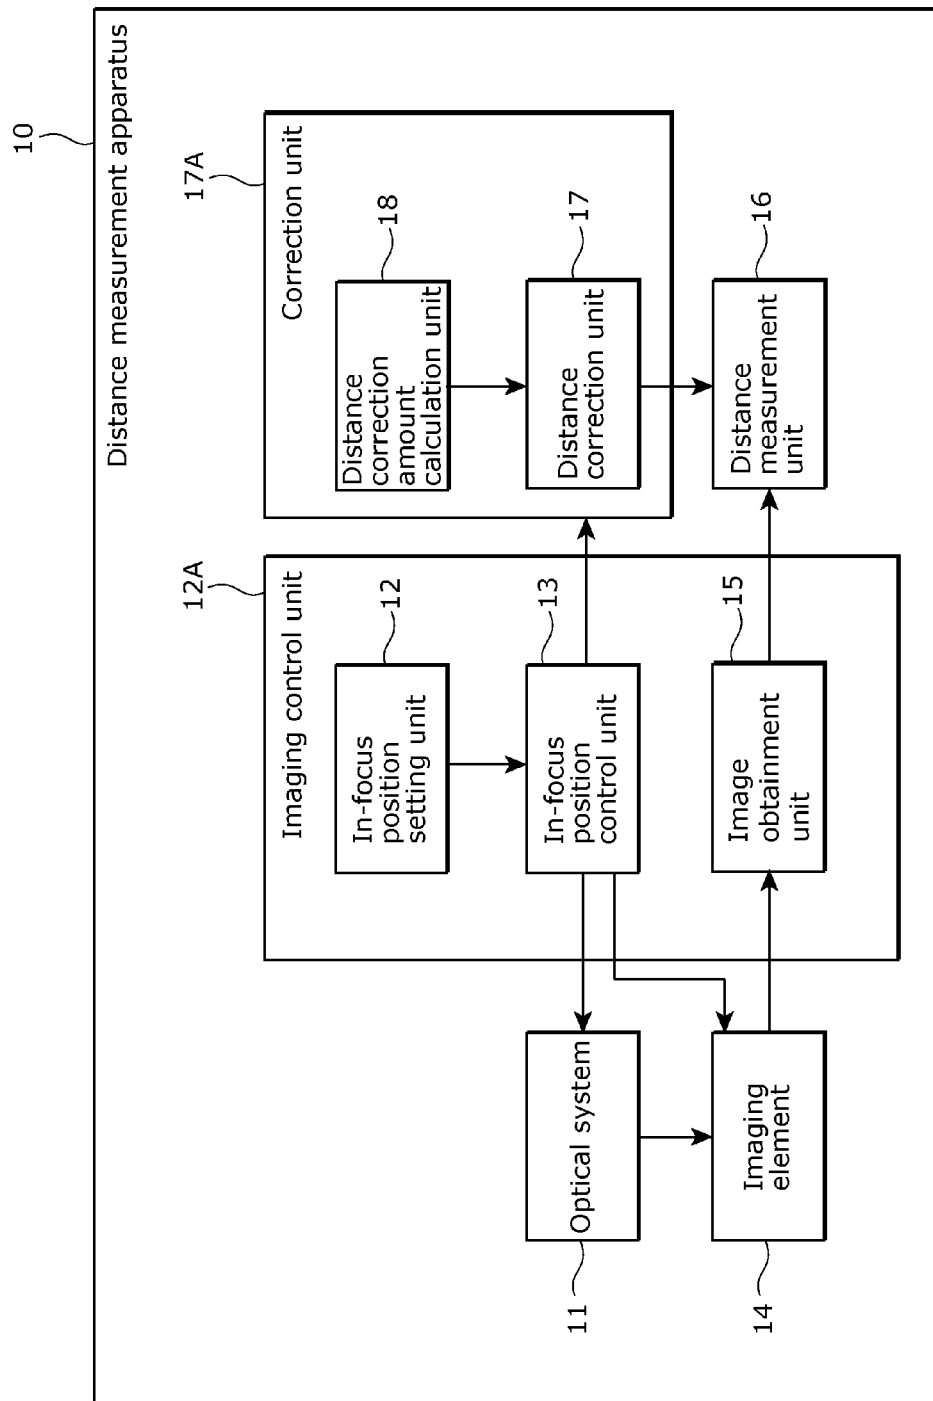 10
Distance measurement apparatus
12A
Imaging control unit
17A
Correction unit
12
In-focus
position
setting unit
18
Distance
correction
amount
calculation unit
11
Optical system
13
In-focus
position
control unit
17
Distance
correction unit
14
Imaging
element
15
Image
obtainment
unit
16
Distance
measurement
unit